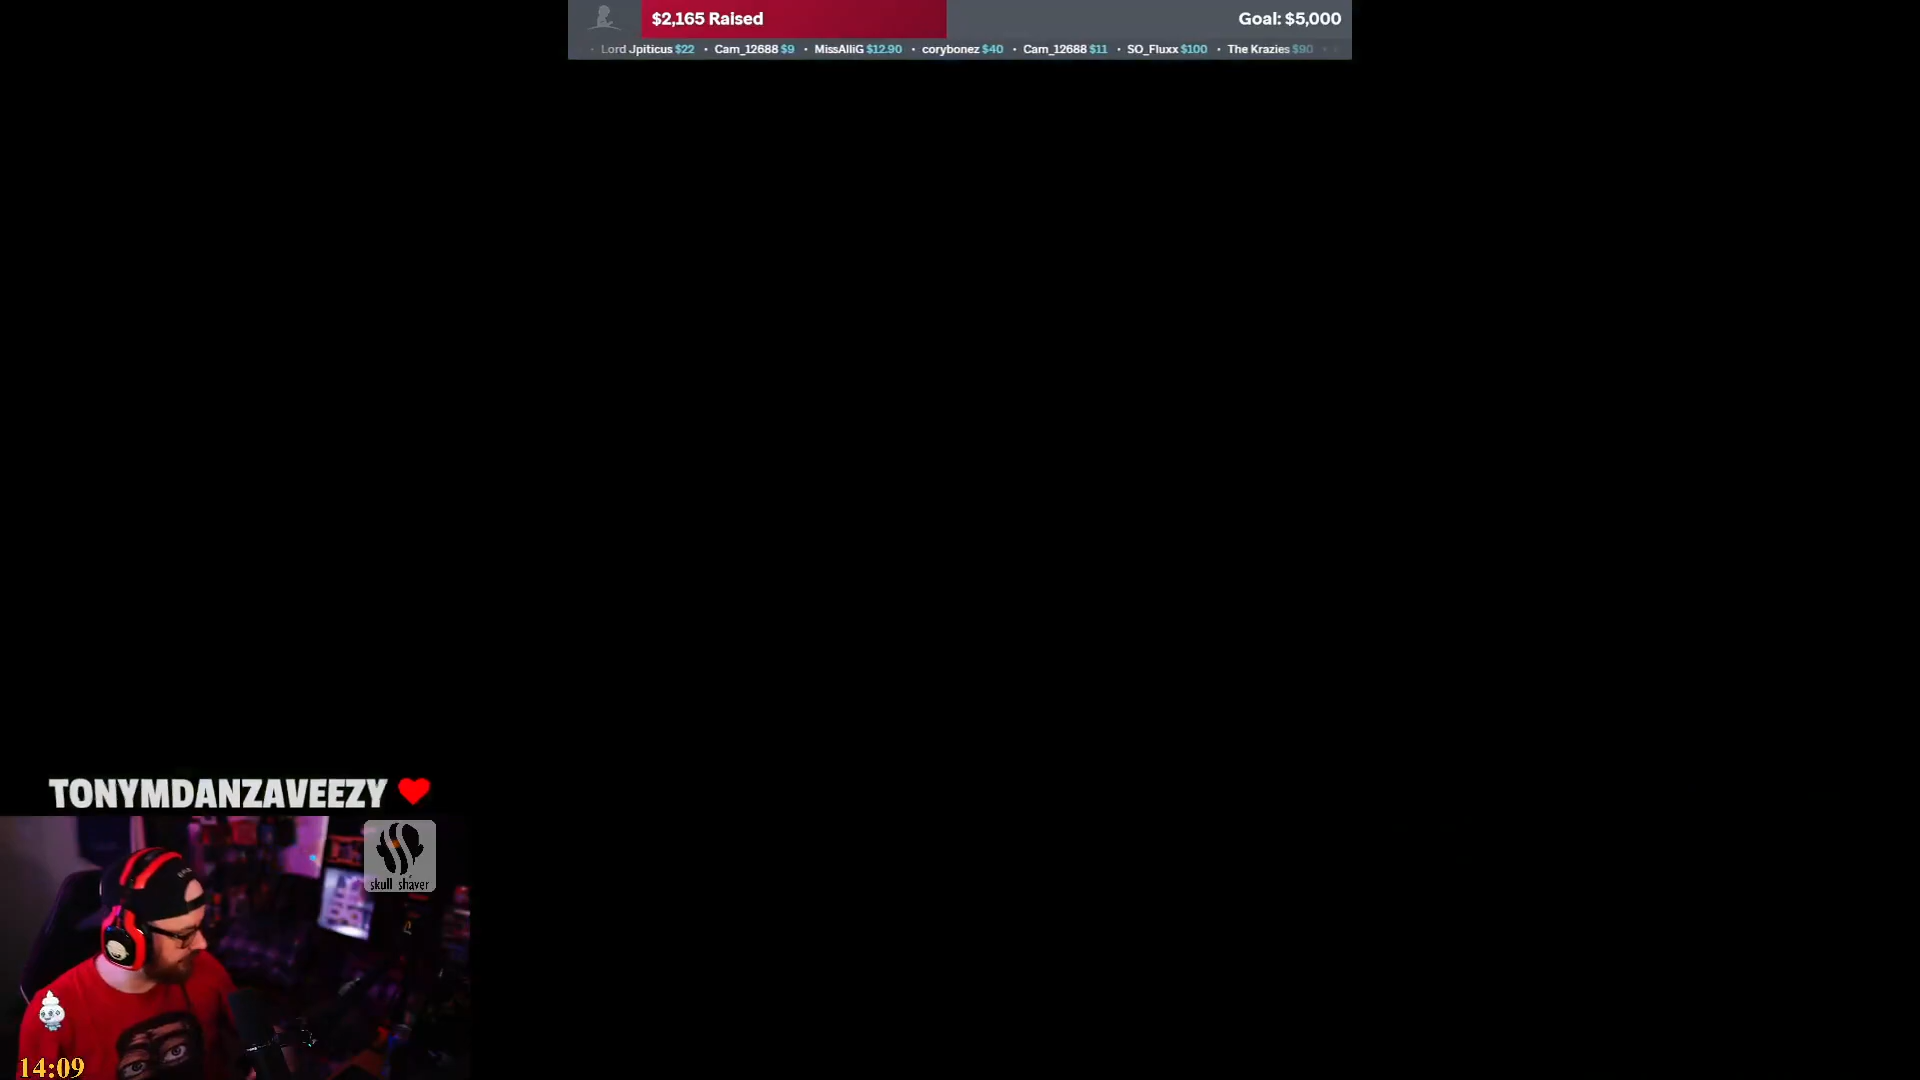 $2,165 Raised Goal: $5,000
Lord Jpiticus $22 • Cam_12688 $9 • MissAlliG $12.90 • corybonez $40 • Cam_12688 $11 • SO_Fluxx $100 • The Krazies $90
TONYMDANZAVEEZY ❤
skull shaver
14:09